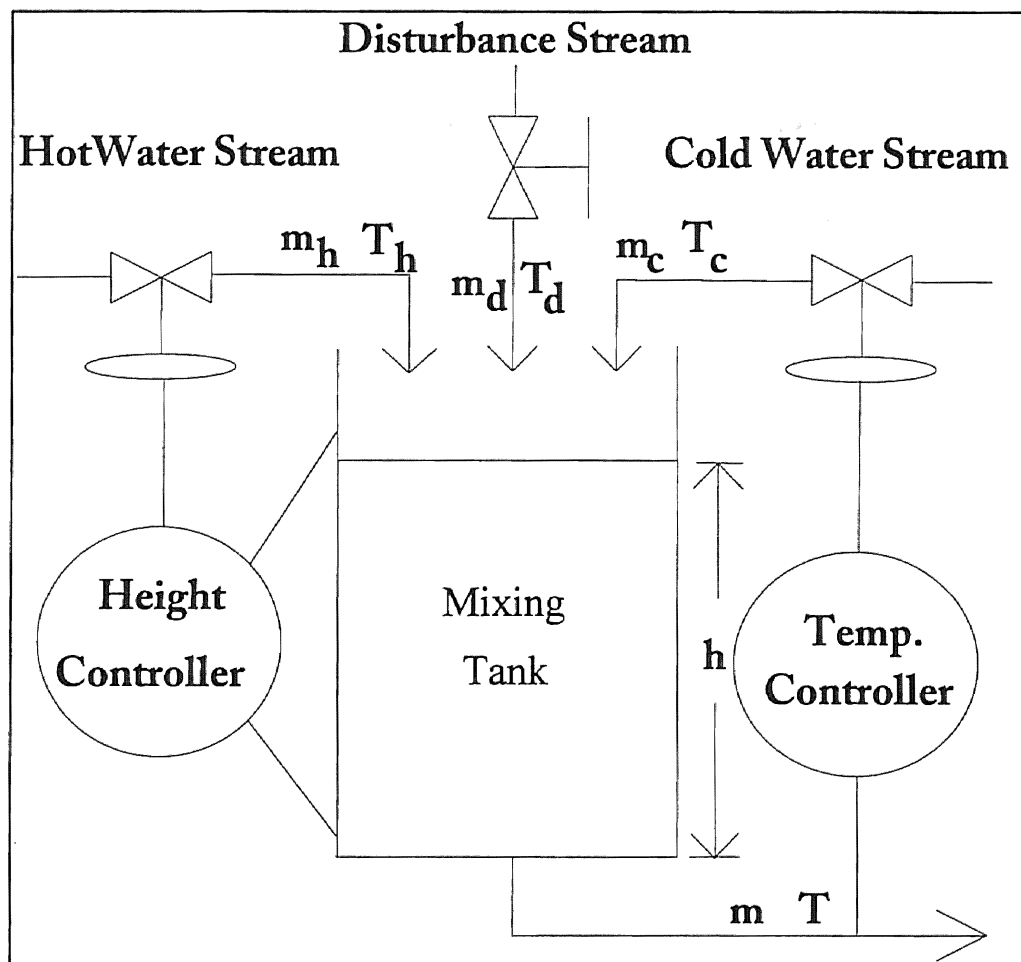 Disturbance Stream
HotWater Stream
Cold Water Stream
m_h T_h
m_d T_d
m_c T_c
Height
Controller
Mixing
Tank
h
Temp.
Controller
m T